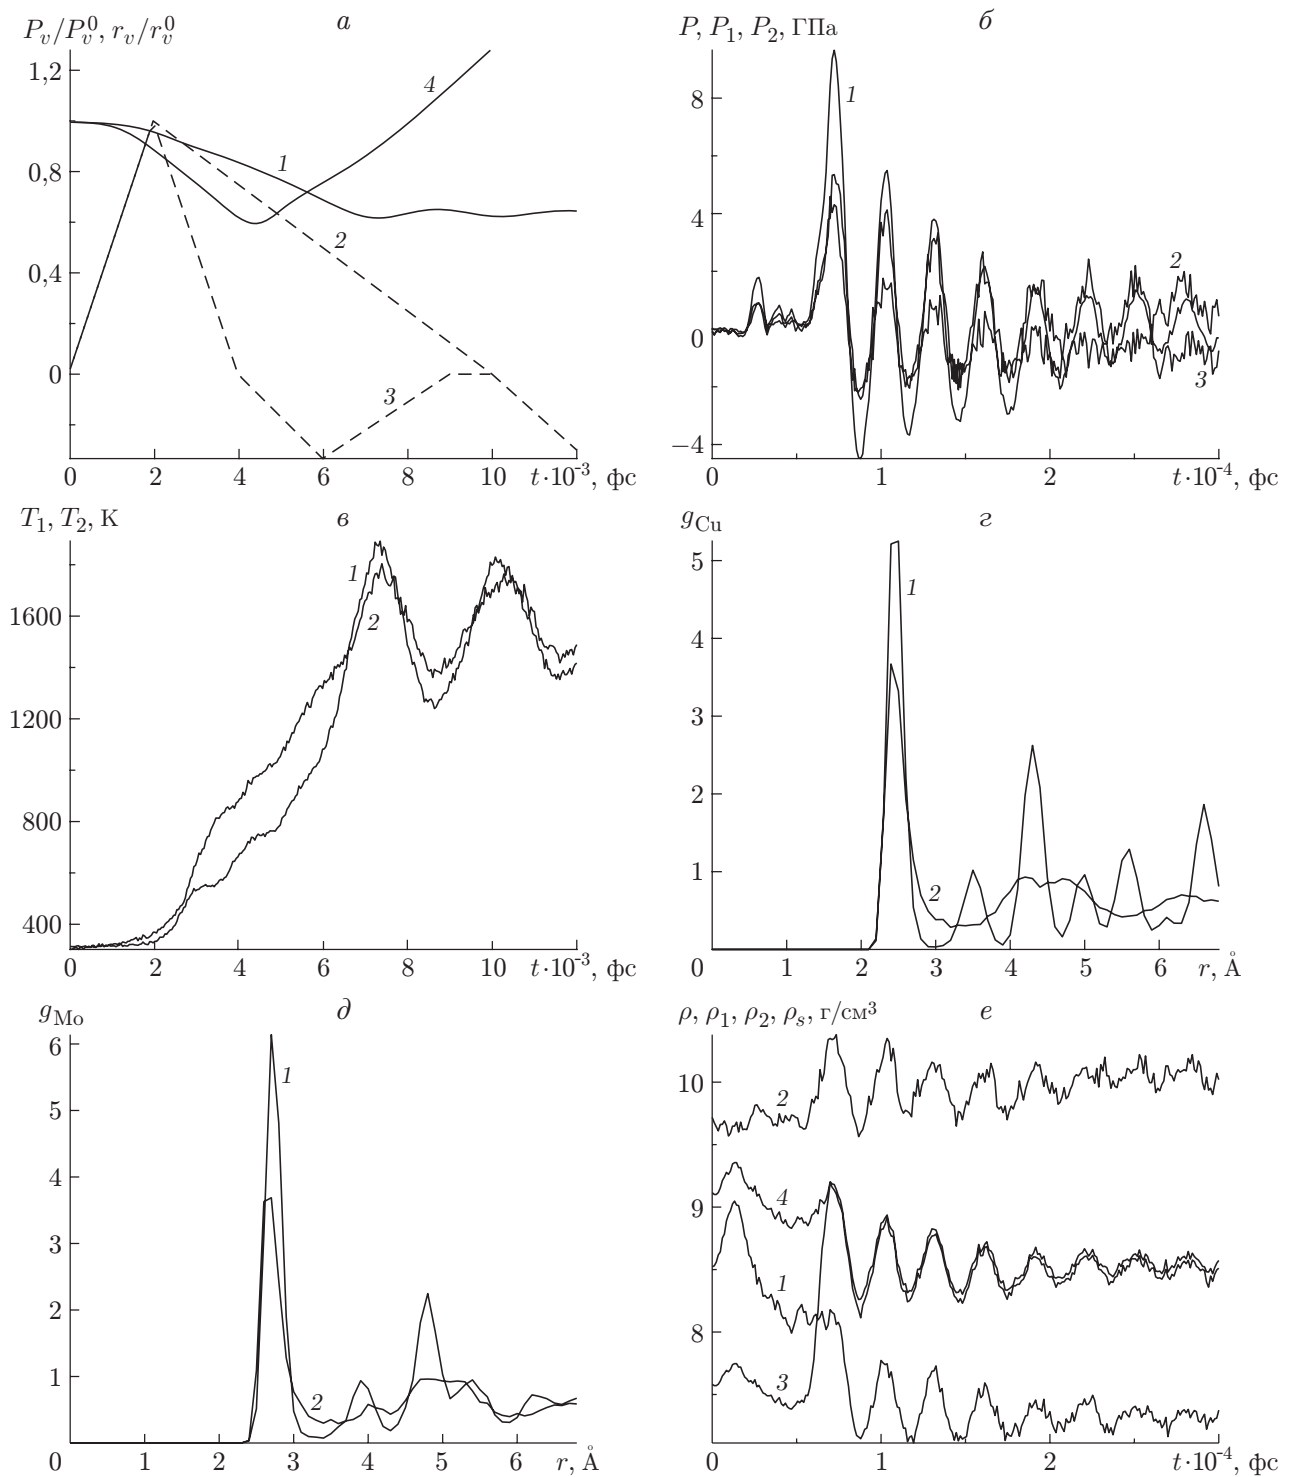 P_v/P_v^0, r_v/r_v^0
а
1,2
0,8
0,4
0
1
2
3
4
0 2 4 6 8 10 t·10^-3, фс
P, P_1, P_2, ГПа
б
8
4
0
−4
1
2
3
0 1 2 t·10^-4, фс
T_1, T_2, К
в
1600
1200
800
400
1
2
0 2 4 6 8 10 t·10^-3, фс
g_Cu
г
5
4
3
2
1
1
2
0 1 2 3 4 5 6 r, Å
g_Mo
д
6
5
4
3
2
1
1
2
0 1 2 3 4 5 6 r, Å
ρ, ρ_1, ρ_2, ρ_s, г/см³
е
10
9
8
2
4
1
3
0 1 2 t·10^-4, фс